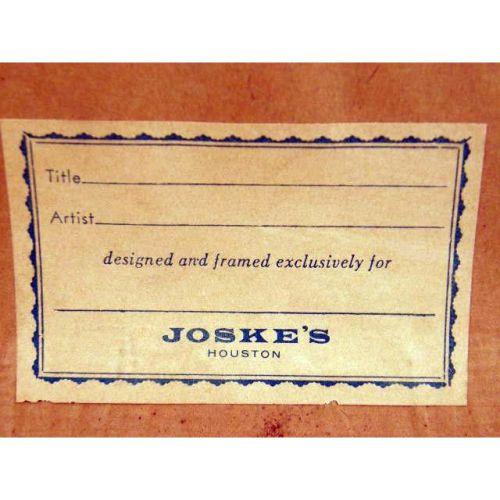 Title
Artist
designed and framed exclusively for
JOSKE'S
HOUSTON